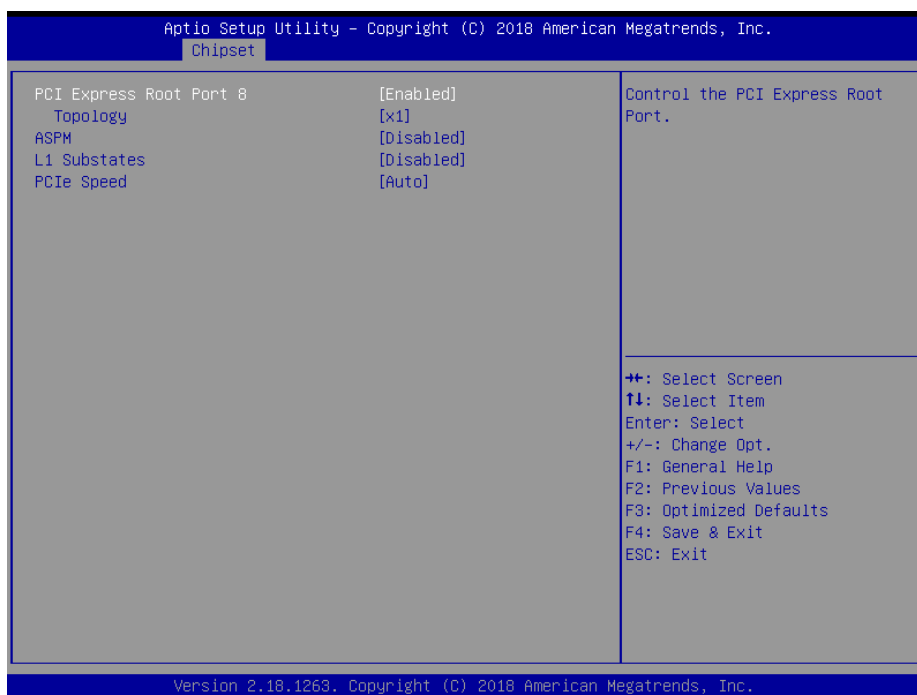 Aptio Setup Utility – Copyright (C) 2018 American Megatrends, Inc.
Chipset
PCI Express Root Port 8 [Enabled]
Topology [x1]
ASPM [Disabled]
L1 Substates [Disabled]
PCIe Speed [Auto]
Control the PCI Express Root
Port.
→←: Select Screen
↑↓: Select Item
Enter: Select
+/-: Change Opt.
F1: General Help
F2: Previous Values
F3: Optimized Defaults
F4: Save & Exit
ESC: Exit
Version 2.18.1263. Copyright (C) 2018 American Megatrends, Inc.